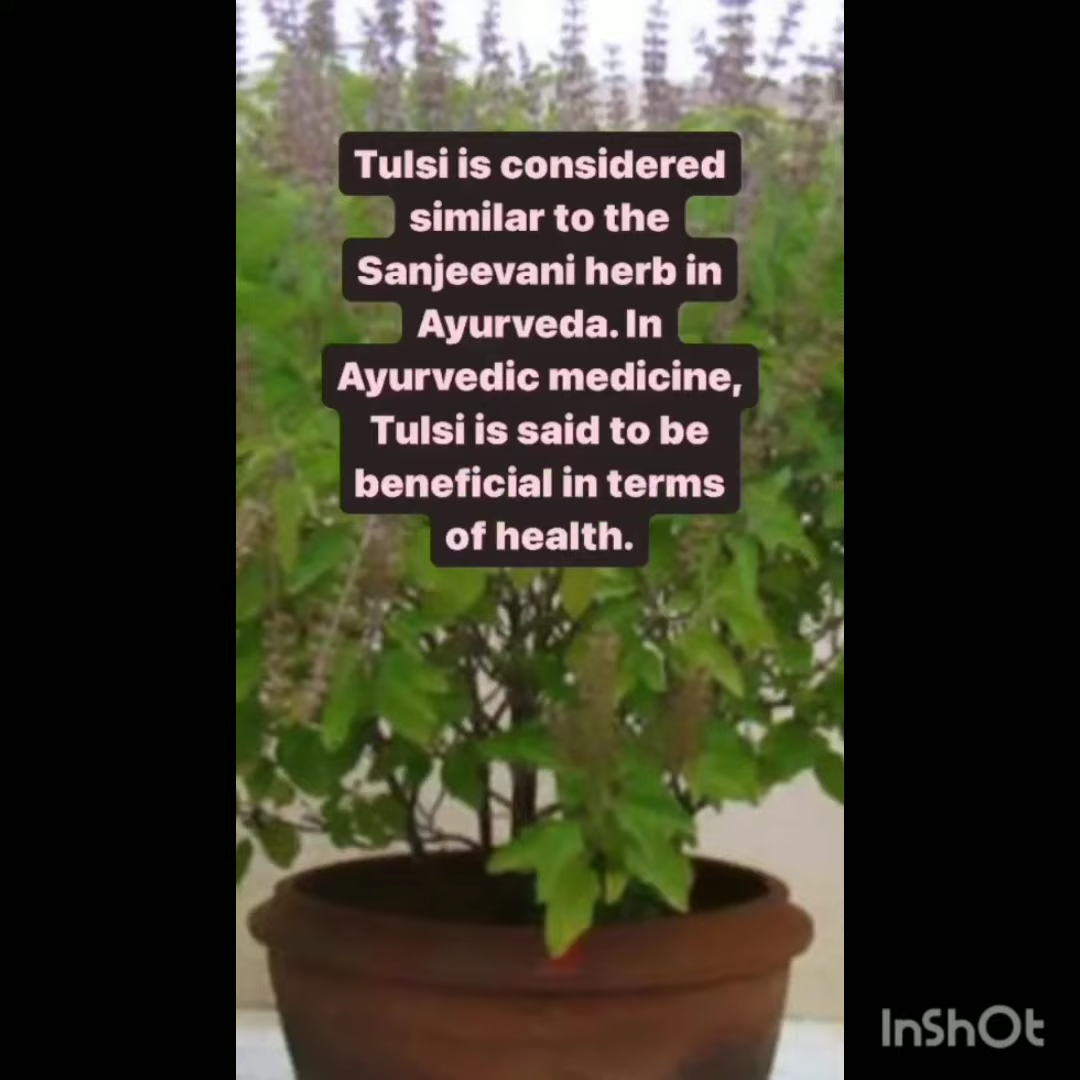 Tulsi is considered
similar to the
Sanjeevani herb in
Ayurveda. In
Ayurvedic medicine,
Tulsi is said to be
beneficial in terms
of health.
InShOt